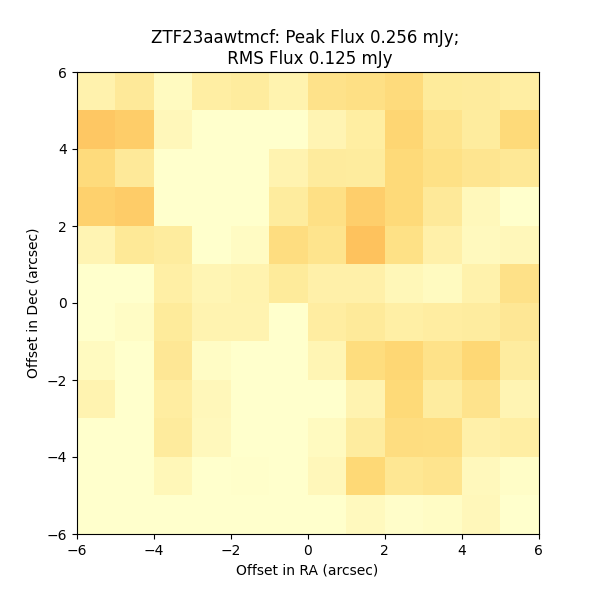 ZTF23aawtmcf: Peak Flux 0.256 mJy;
RMS Flux 0.125 mJy
6
4
2
0
−2
−4
−6
Offset in Dec (arcsec)
−6 −4 −2 0 2 4 6
Offset in RA (arcsec)